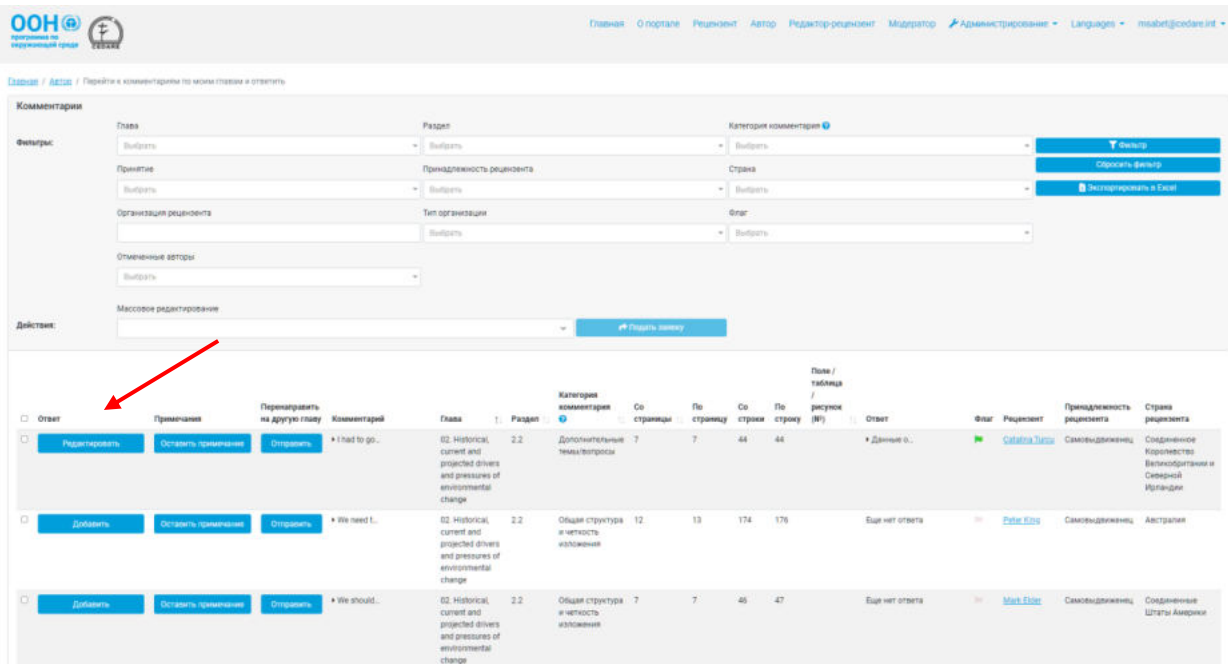 ООН
программа по
окружающей среде
CEDARE
Главная О портале Рецензент Автор Редактор-рецензент Модератор Администрирование Languages msabet@cedare.int
Главная / Автор / Перейти к комментариям по моим главам и ответить
Комментарии
Фильтры:
Глава Раздел Категория комментария
Выбрать Выбрать Выбрать Фильтр
Сбросить фильтр
Принятие Принадлежность рецензента Страна
Выбрать Выбрать Выбрать Экспортировать в Excel
Организация рецензента Тип организации Флаг
Выбрать Выбрать
Отмеченные авторы
Выбрать
Массовое редактирование
Действия: Подать заявку
Ответ Примечания Перенаправить на другую главу Комментарий Глава Раздел Категория комментария Со страницы По страницу Со строки По строку Поле / таблица / рисунок (№) Ответ Флаг Рецензент Принадлежность рецензента Страна рецензента
Редактировать Оставить примечание Отправить I had to go... 02. Historical, current and projected drivers and pressures of environmental change 2.2 Дополнительные темы/вопросы 7 7 44 44 Данные о... Catalina Turcu Самовыдвиженец Соединенное Королевство Великобритании и Северной Ирландии
Добавить Оставить примечание Отправить We need t... 02. Historical, current and projected drivers and pressures of environmental change 2.2 Общая структура и четкость изложения 12 13 174 176 Еще нет ответа Peter King Самовыдвиженец Австралия
Добавить Оставить примечание Отправить We should... 02. Historical, current and projected drivers and pressures of environmental change 2.2 Общая структура и четкость изложения 7 7 46 47 Еще нет ответа Mark Elder Самовыдвиженец Соединенные Штаты Америки